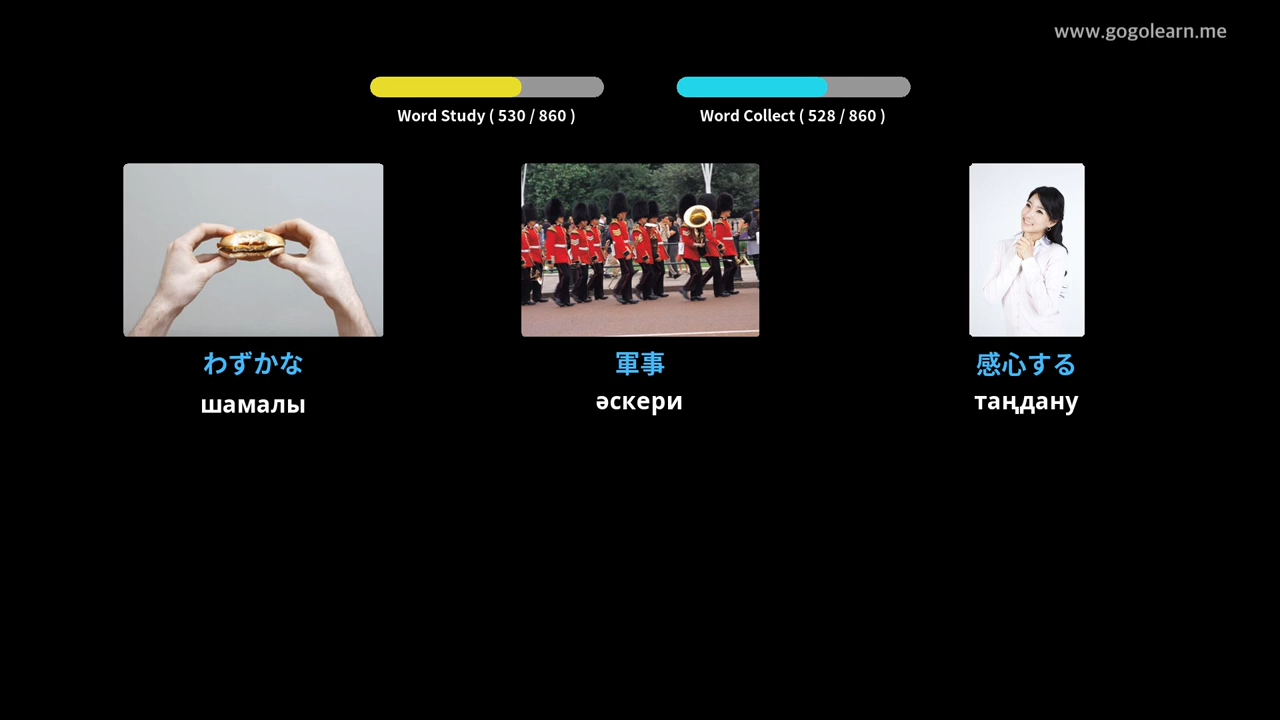 www.gogolearn.me
Word Study ( 530 / 860 )
Word Collect ( 528 / 860 )
わずかな
шамалы
軍事
әскери
感心する
таңдану